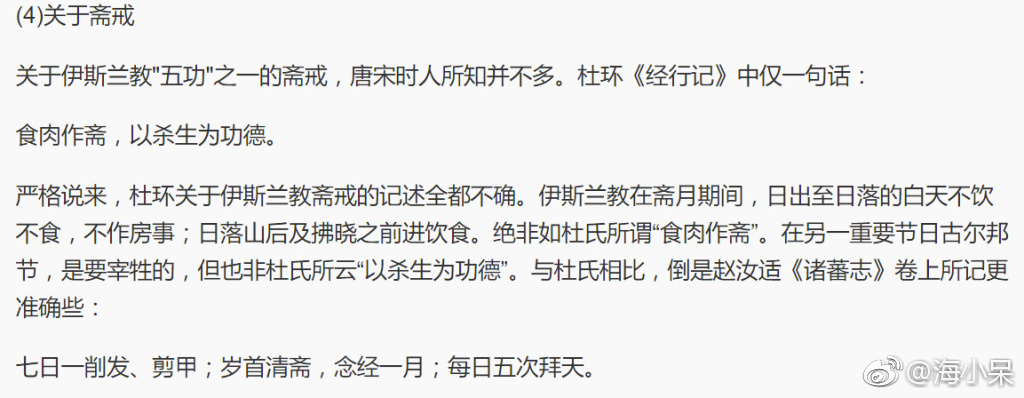 (4)关于斋戒
关于伊斯兰教"五功"之一的斋戒，唐宋时人所知并不多。杜环《经行记》中仅一句话：
食肉作斋，以杀生为功德。
严格说来，杜环关于伊斯兰教斋戒的记述全都不确。伊斯兰教在斋月期间，日出至日落的白天不饮
不食，不作房事；日落山后及拂晓之前进饮食。绝非如杜氏所谓“食肉作斋”。在另一重要节日古尔邦
节，是要宰牲的，但也非杜氏所云“以杀生为功德”。与杜氏相比，倒是赵汝适《诸蕃志》卷上所记更
准确些：
七日一削发、剪甲；岁首清斋，念经一月；每日五次拜天。
@海小呆